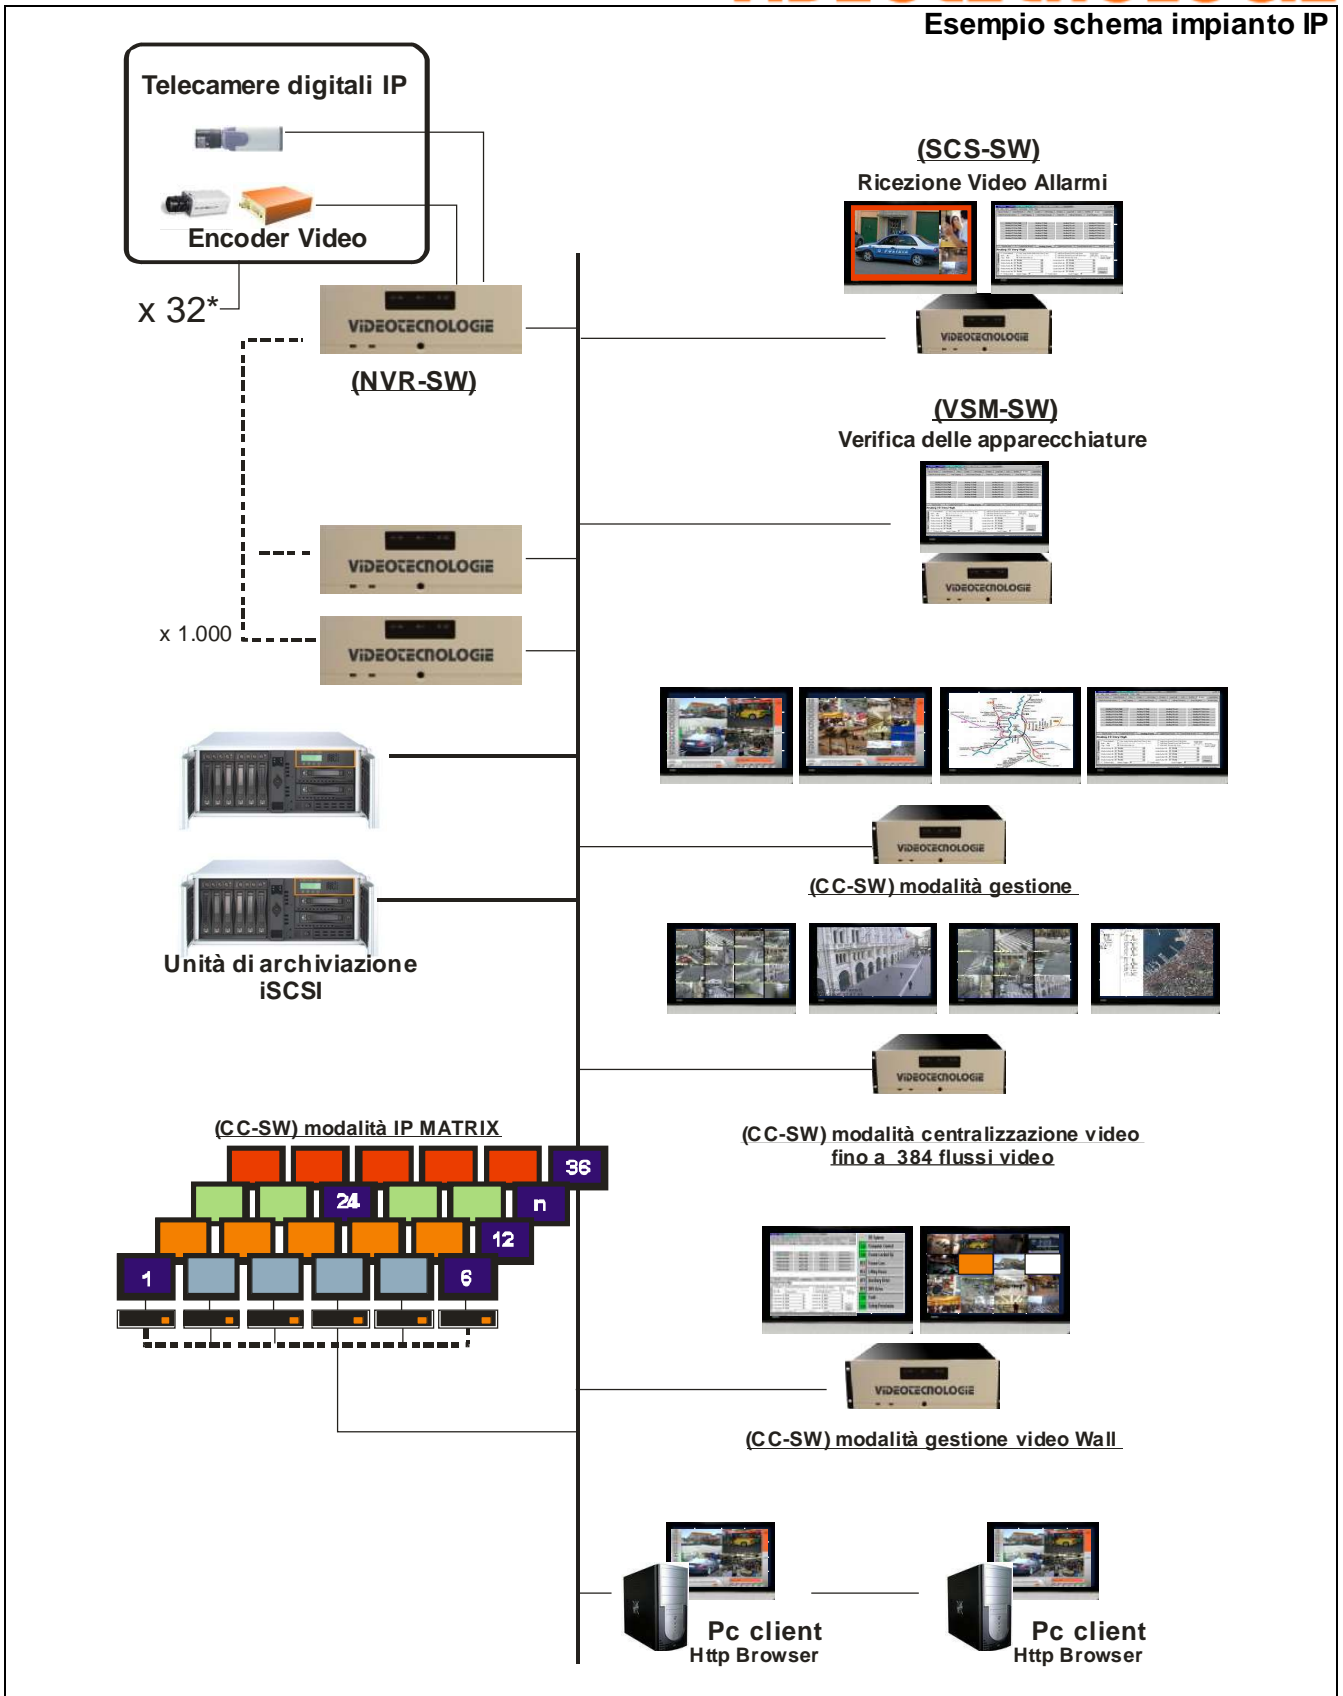 Esempio schema impianto IP
Telecamere digitali IP
Encoder Video
x 32*
VIDEOTECNOLOGIE
(NVR-SW)
VIDEOTECNOLOGIE
x 1.000
VIDEOTECNOLOGIE
Unità di archiviazione
iSCSI
(SCS-SW)
Ricezione Video Allarmi
VIDEOTECNOLOGIE
(VSM-SW)
Verifica delle apparecchiature
VIDEOTECNOLOGIE
VIDEOTECNOLOGIE
(CC-SW) modalità gestione
VIDEOTECNOLOGIE
(CC-SW) modalità centralizzazione video
fino a 384 flussi video
(CC-SW) modalità IP MATRIX
36
24
n
12
1
6
VIDEOTECNOLOGIE
(CC-SW) modalità gestione video Wall
Pc client
Http Browser
Pc client
Http Browser